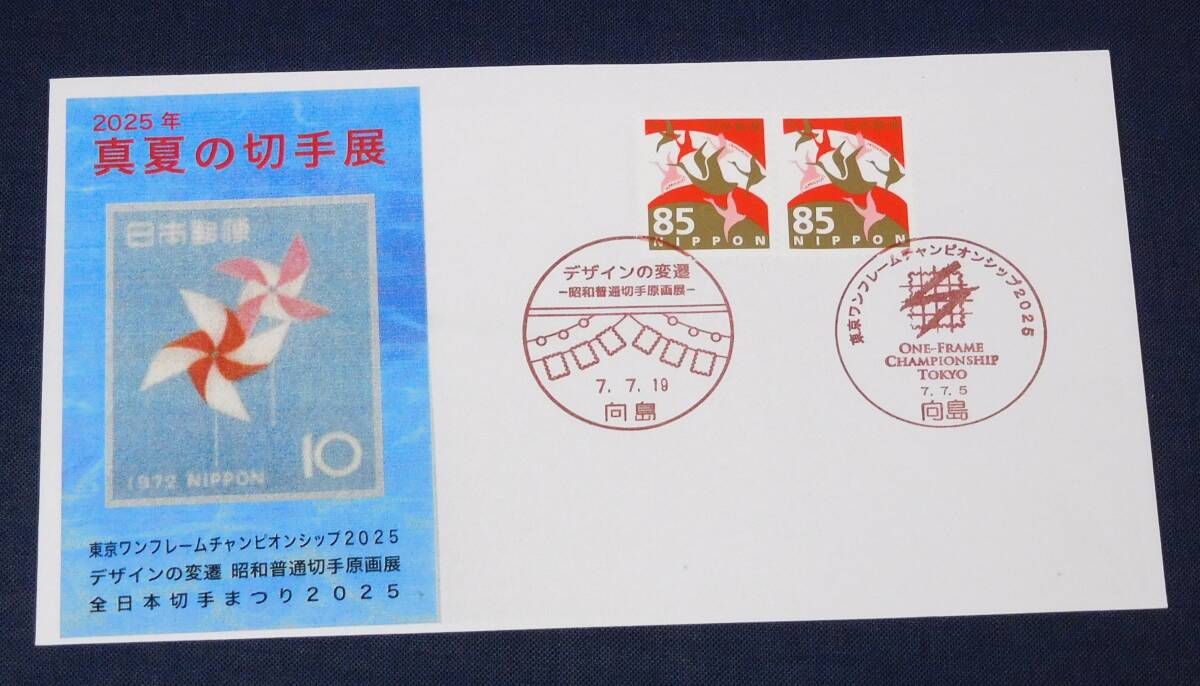 2025年
真夏の切手展
日本郵便
1972 NIPPON
10
東京ワンフレームチャンピオンシップ2025
デザインの変遷 昭和普通切手原画展
全日本切手まつり2025
85
NIPPON
85
NIPPON
デザインの変遷
-昭和普通切手原画展-
7. 7. 19
向島
東京ワンフレームチャンピオンシップ2025
ONE-FRAME
CHAMPIONSHIP
TOKYO
7. 7. 5
向島